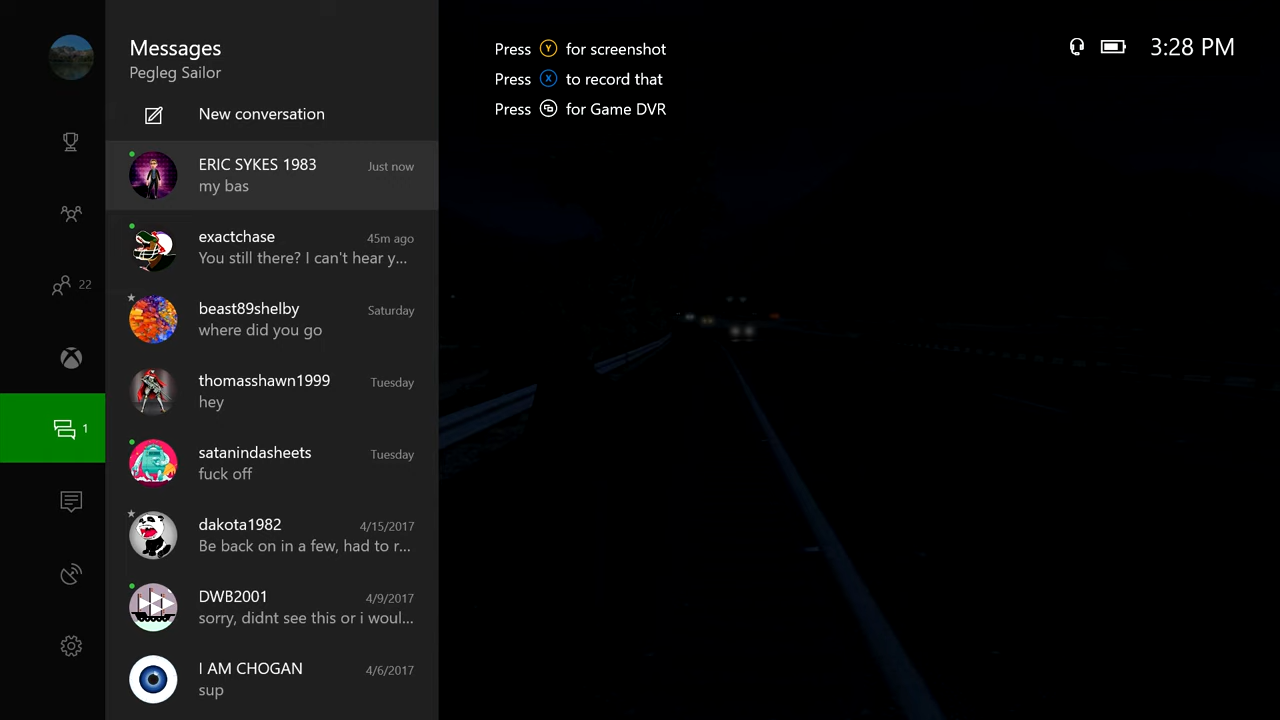 Messages
Pegleg Sailor
New conversation
ERIC SYKES 1983 Just now
my bas
exactchase 45m ago
You still there? I can't hear y...
beast89shelby Saturday
where did you go
thomasshawn1999 Tuesday
hey
satanindasheets Tuesday
fuck off
dakota1982 4/15/2017
Be back on in a few, had to r...
DWB2001 4/9/2017
sorry, didnt see this or i woul...
I AM CHOGAN 4/6/2017
sup
22
1
Press Y for screenshot
Press X to record that
Press for Game DVR
3:28 PM